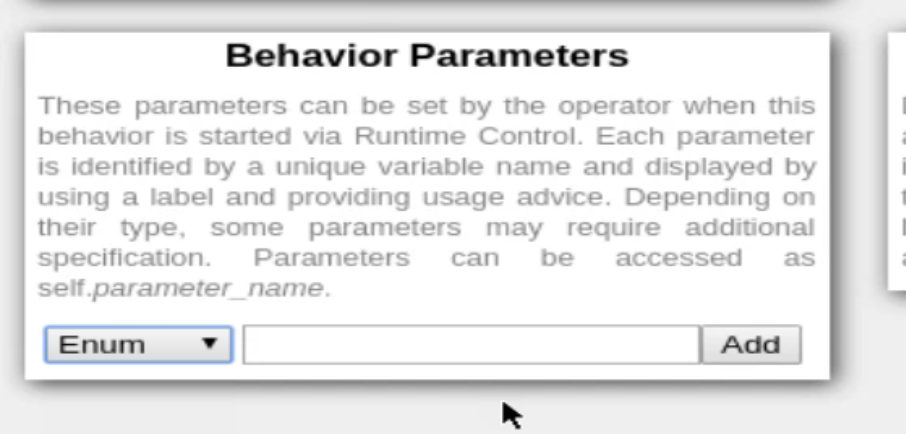 Behavior Parameters
These parameters can be set by the operator when this
behavior is started via Runtime Control. Each parameter
is identified by a unique variable name and displayed by
using a label and providing usage advice. Depending on
their type, some parameters may require additional
specification. Parameters can be accessed as
self.parameter_name.
Enum
Add